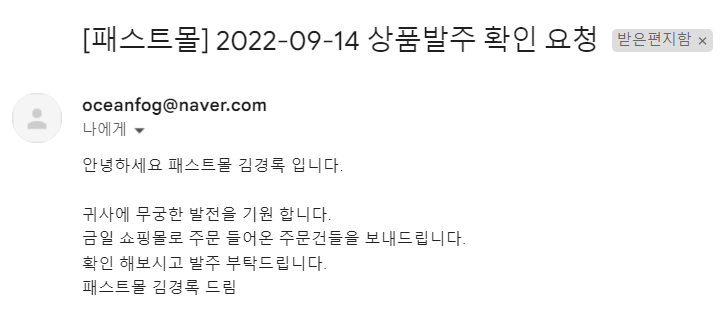 [패스트몰] 2022-09-14 상품발주 확인 요청 받은편지함 ×
oceanfog@naver.com
나에게
안녕하세요 패스트몰 김경록 입니다.
귀사에 무궁한 발전을 기원 합니다.
금일 쇼핑몰로 주문 들어온 주문건들을 보내드립니다.
확인 해보시고 발주 부탁드립니다.
패스트몰 김경록 드림